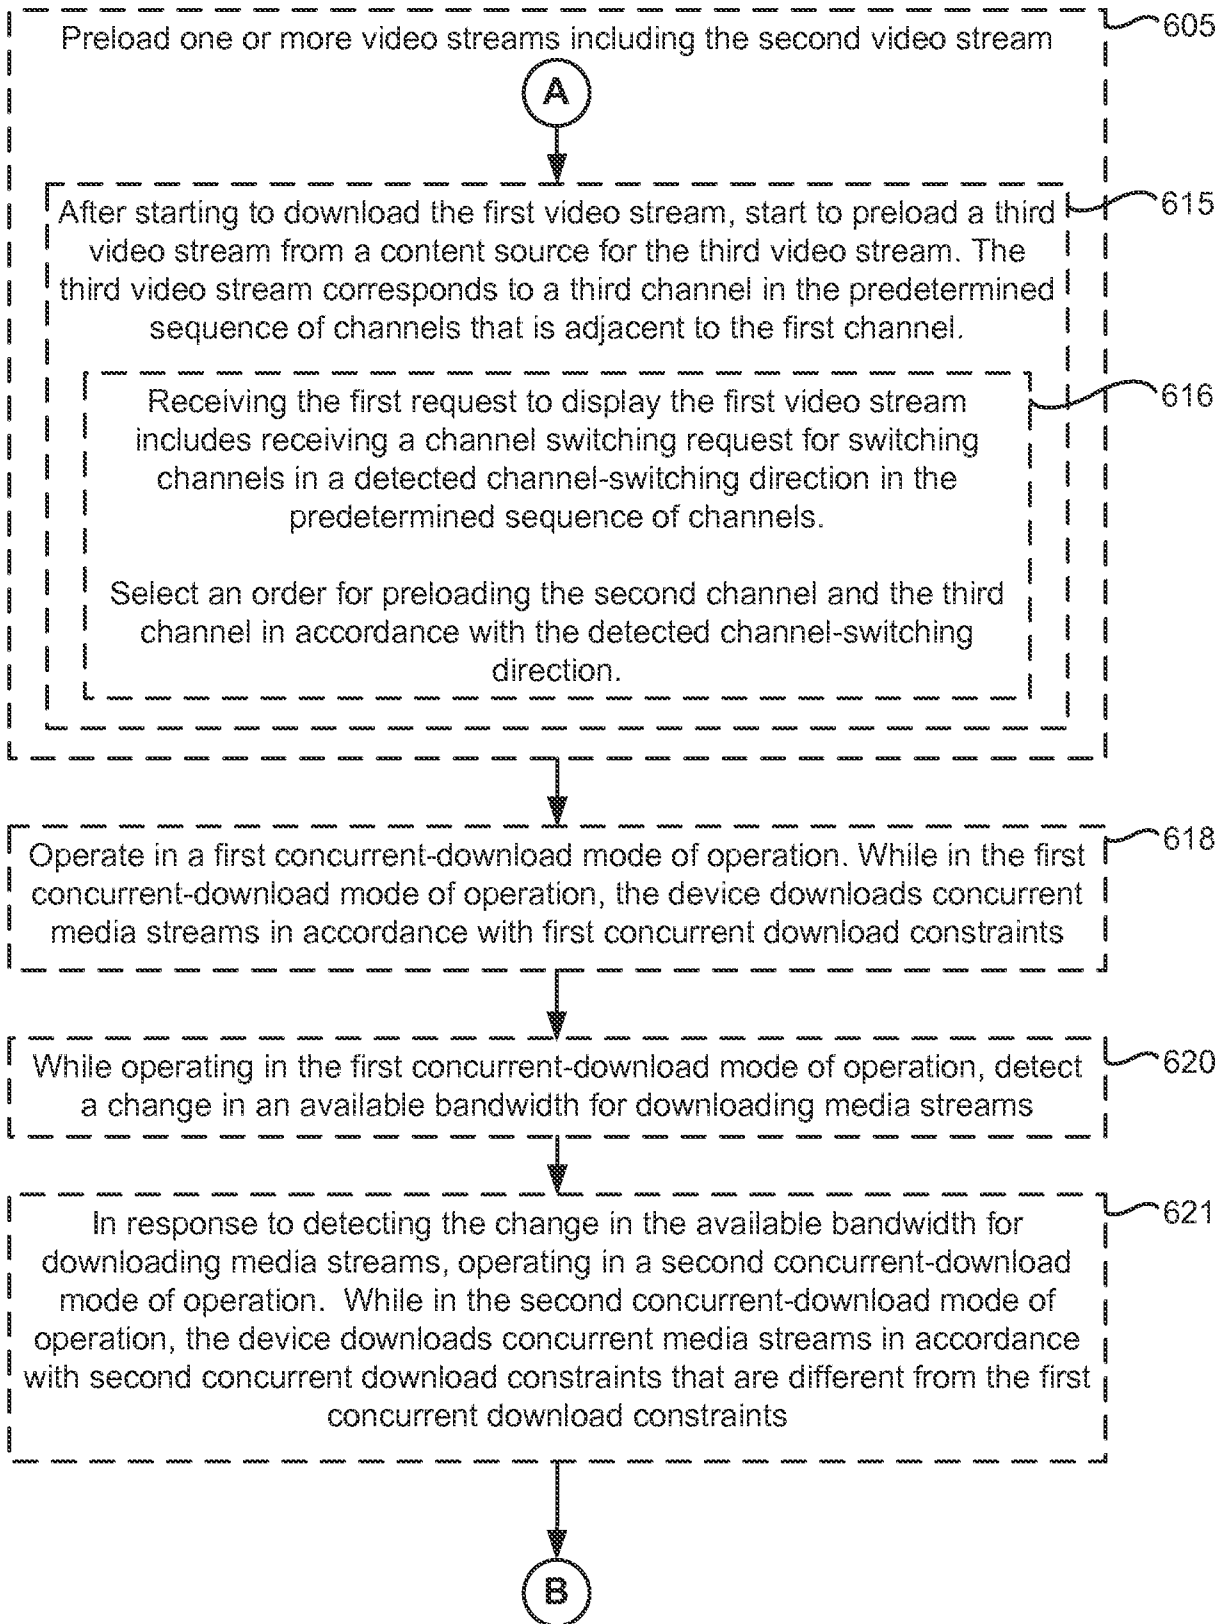 Preload one or more video streams including the second video stream
605
A
After starting to download the first video stream, start to preload a third
video stream from a content source for the third video stream. The
third video stream corresponds to a third channel in the predetermined
sequence of channels that is adjacent to the first channel.
615
Receiving the first request to display the first video stream
includes receiving a channel switching request for switching
channels in a detected channel-switching direction in the
predetermined sequence of channels.
616
Select an order for preloading the second channel and the third
channel in accordance with the detected channel-switching
direction.
Operate in a first concurrent-download mode of operation. While in the first
concurrent-download mode of operation, the device downloads concurrent
media streams in accordance with first concurrent download constraints
618
While operating in the first concurrent-download mode of operation, detect
a change in an available bandwidth for downloading media streams
620
In response to detecting the change in the available bandwidth for
downloading media streams, operating in a second concurrent-download
mode of operation.  While in the second concurrent-download mode of
operation, the device downloads concurrent media streams in accordance
with second concurrent download constraints that are different from the first
concurrent download constraints
621
B